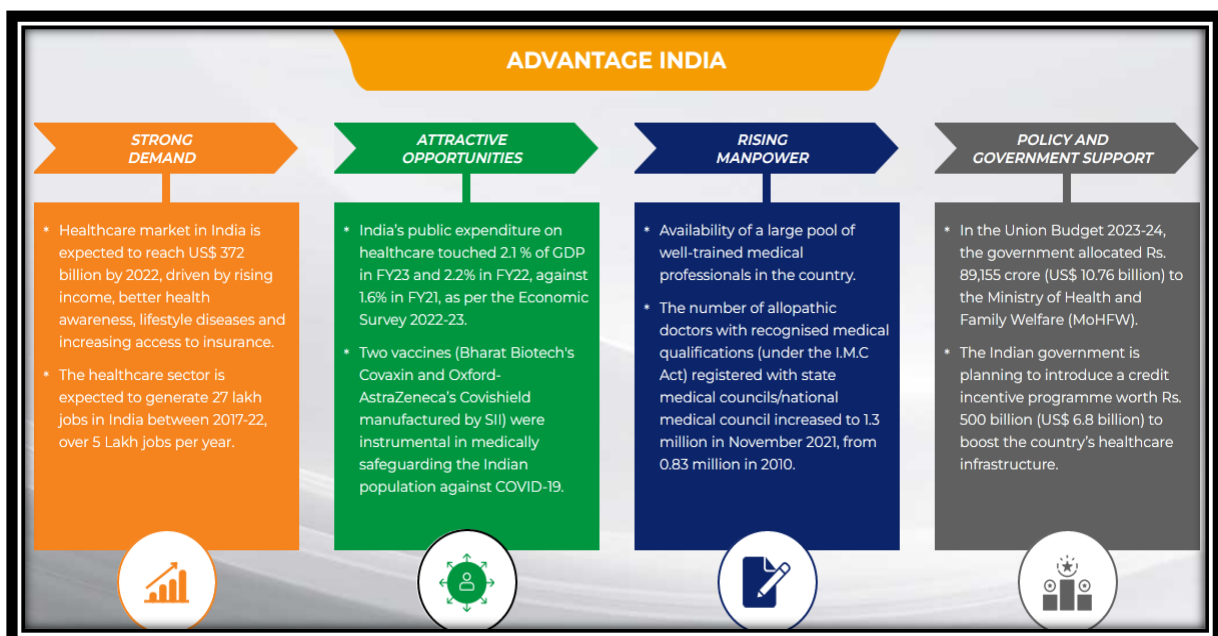 ADVANTAGE INDIA
STRONG
DEMAND
* Healthcare market in India is
expected to reach US$ 372
billion by 2022, driven by rising
income, better health
awareness, lifestyle diseases and
increasing access to insurance.
* The healthcare sector is
expected to generate 27 lakh
jobs in India between 2017-22,
over 5 Lakh jobs per year.
ATTRACTIVE
OPPORTUNITIES
* India's public expenditure on
healthcare touched 2.1 % of GDP
in FY23 and 2.2% in FY22, against
1.6% in FY21, as per the Economic
Survey 2022-23.
* Two vaccines (Bharat Biotech's
Covaxin and Oxford-
AstraZeneca's Covishield
manufactured by SII) were
instrumental in medically
safeguarding the Indian
population against COVID-19.
RISING
MANPOWER
* Availability of a large pool of
well-trained medical
professionals in the country.
* The number of allopathic
doctors with recognised medical
qualifications (under the I.M.C
Act) registered with state
medical councils/national
medical council increased to 1.3
million in November 2021, from
0.83 million in 2010.
POLICY AND
GOVERNMENT SUPPORT
* In the Union Budget 2023-24,
the government allocated Rs.
89,155 crore (US$ 10.76 billion) to
the Ministry of Health and
Family Welfare (MoHFW).
* The Indian government is
planning to introduce a credit
incentive programme worth Rs.
500 billion (US$ 6.8 billion) to
boost the country's healthcare
infrastructure.